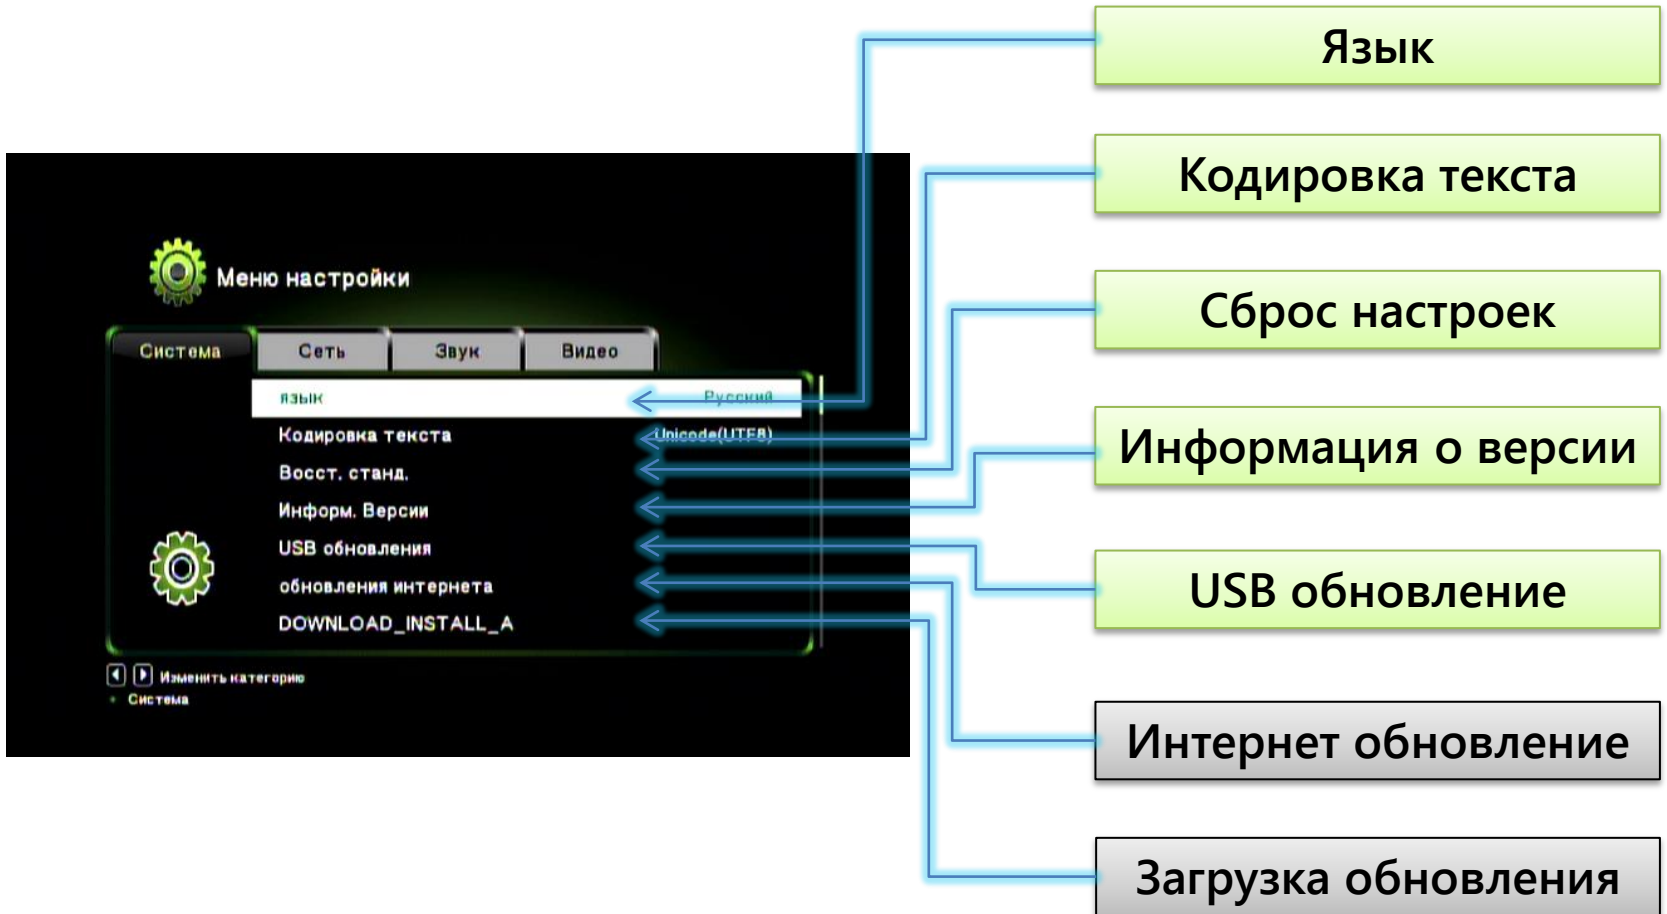 Язык
Кодировка текста
Сброс настроек
Информация о версии
USB обновление
Интернет обновление
Загрузка обновления
Меню настройки
Система Сеть Звук Видео
язык Русский
Кодировка текста Unicode(UTF8)
Восст. станд.
Информ. Версии
USB обновления
обновления интернета
DOWNLOAD_INSTALL_A
Изменить категорию
Система